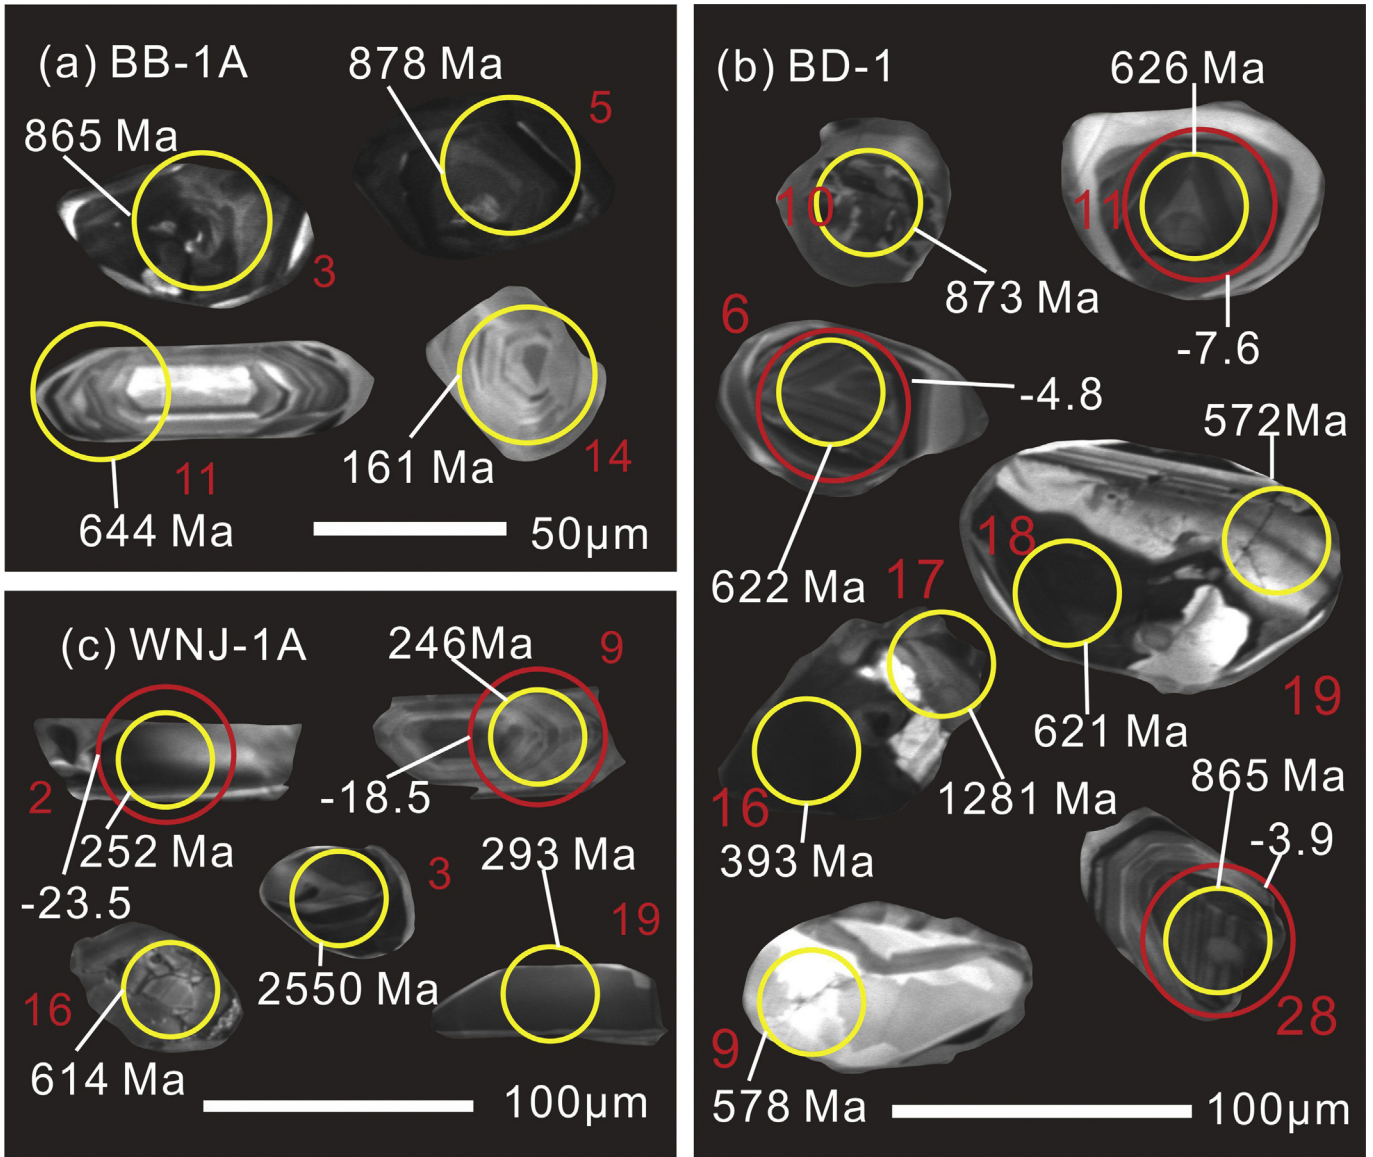 (a) BB-1A
878 Ma
5
865 Ma
3
161 Ma
14
11
644 Ma
50µm
(b) BD-1
626 Ma
10
11
873 Ma
-7.6
6
-4.8
572Ma
622 Ma
18
17
621 Ma
19
16
1281 Ma
393 Ma
865 Ma
-3.9
28
9
578 Ma
100µm
(c) WNJ-1A
246Ma
9
2
-18.5
252 Ma
-23.5
3
293 Ma
19
2550 Ma
16
614 Ma
100µm